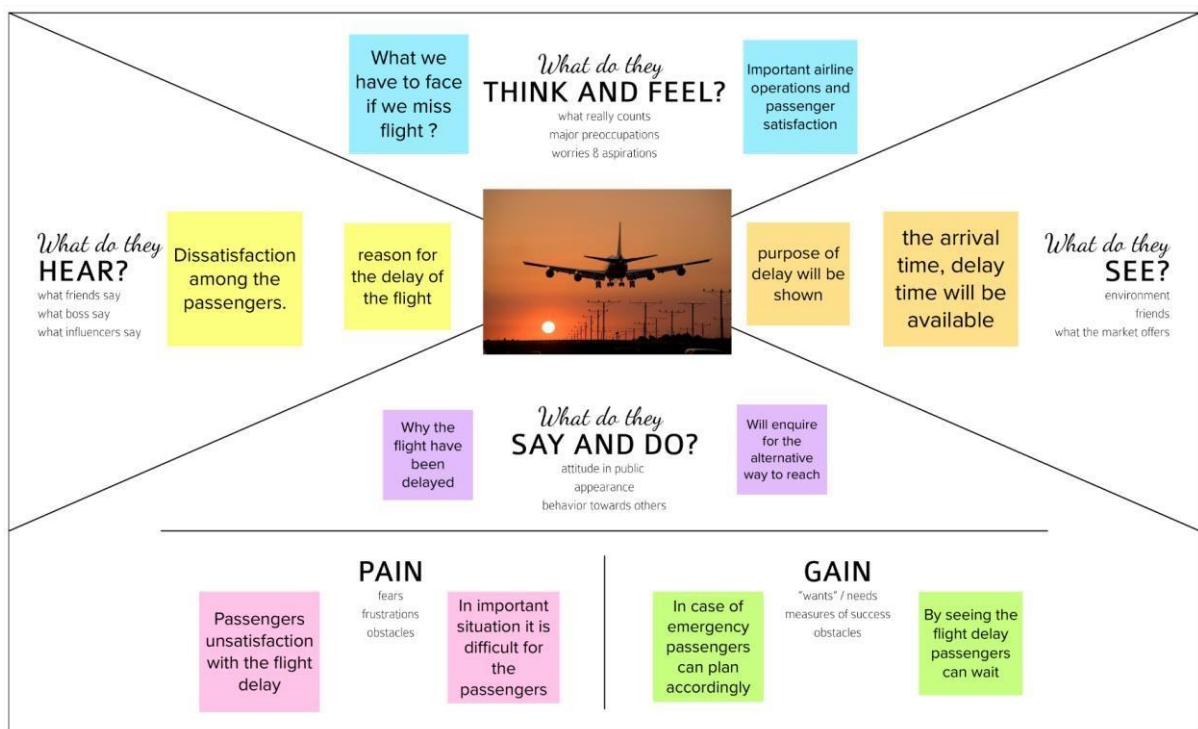 What we
have to face
if we miss
flight ?
What do they
THINK AND FEEL?
what really counts
major preoccupations
worries & aspirations
Important airline
operations and
passenger
satisfaction
What do they
HEAR?
what friends say
what boss say
what influencers say
Dissatisfaction
among the
passengers.
reason for
the delay of
the flight
purpose of
delay will be
shown
the arrival
time, delay
time will be
available
What do they
SEE?
environment
friends
what the market offers
Why the
flight have
been
delayed
What do they
SAY AND DO?
attitude in public
appearance
behavior towards others
Will enquire
for the
alternative
way to reach
PAIN
fears
frustrations
obstacles
Passengers
unsatisfaction
with the flight
delay
In important
situation it is
difficult for
the
passengers
GAIN
"wants" / needs
measures of success
obstacles
In case of
emergency
passengers
can plan
accordingly
By seeing the
flight delay
passengers
can wait